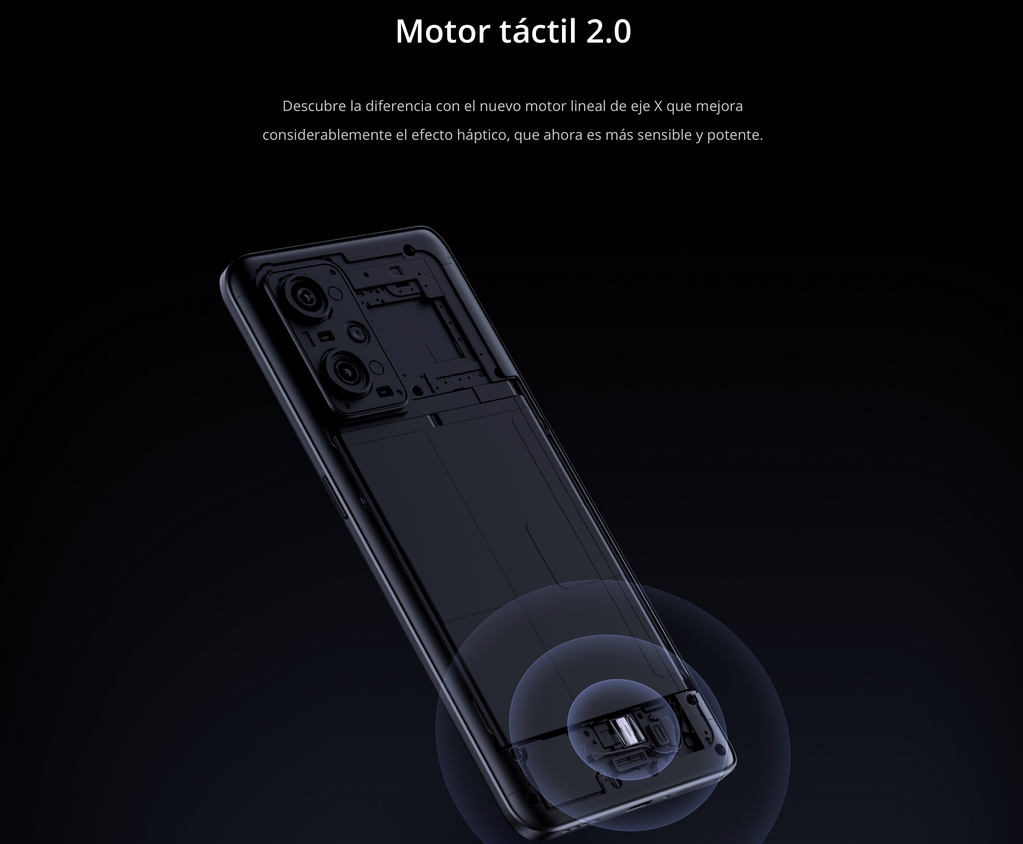 Motor táctil 2.0
Descubre la diferencia con el nuevo motor lineal de eje X que mejora
considerablemente el efecto háptico, que ahora es más sensible y potente.